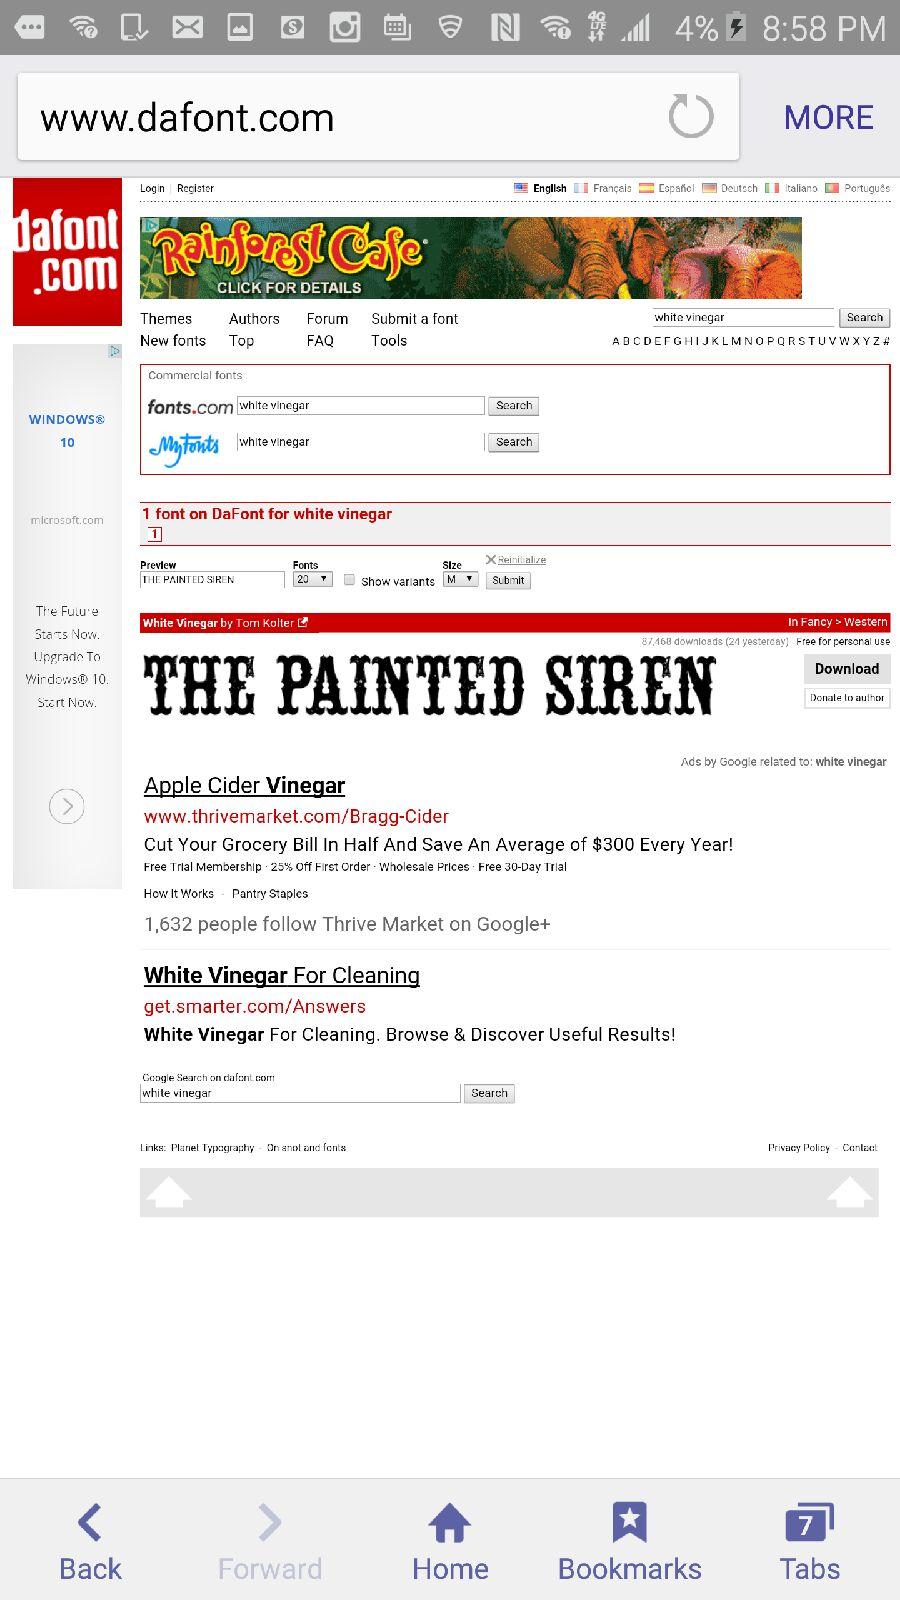 4G LTE 4% 8:58 PM
www.dafont.com MORE
dafont
.com
Login | Register English Français Español Deutsch Italiano Português
Rainforest Cafe®
CLICK FOR DETAILS
Themes Authors Forum Submit a font white vinegar Search
New fonts Top FAQ Tools A B C D E F G H I J K L M N O P Q R S T U V W X Y Z #
Commercial fonts
fonts.com white vinegar Search
MyFonts white vinegar Search
WINDOWS®
10
microsoft.com
The Future
Starts Now.
Upgrade To
Windows® 10.
Start Now.
1 font on DaFont for white vinegar
1
Preview Fonts Size Reinitialize
THE PAINTED SIREN 20 Show variants M Submit
White Vinegar by Tom Kolter In Fancy > Western
87,468 downloads (24 yesterday) Free for personal use
THE PAINTED SIREN
Download
Donate to author
Ads by Google related to: white vinegar
Apple Cider Vinegar
www.thrivemarket.com/Bragg-Cider
Cut Your Grocery Bill In Half And Save An Average of $300 Every Year!
Free Trial Membership · 25% Off First Order · Wholesale Prices · Free 30-Day Trial
How It Works - Pantry Staples
1,632 people follow Thrive Market on Google+
White Vinegar For Cleaning
get.smarter.com/Answers
White Vinegar For Cleaning. Browse & Discover Useful Results!
Google Search on dafont.com
white vinegar Search
Links: Planet Typography - On snot and fonts Privacy Policy - Contact
7
Back Forward Home Bookmarks Tabs